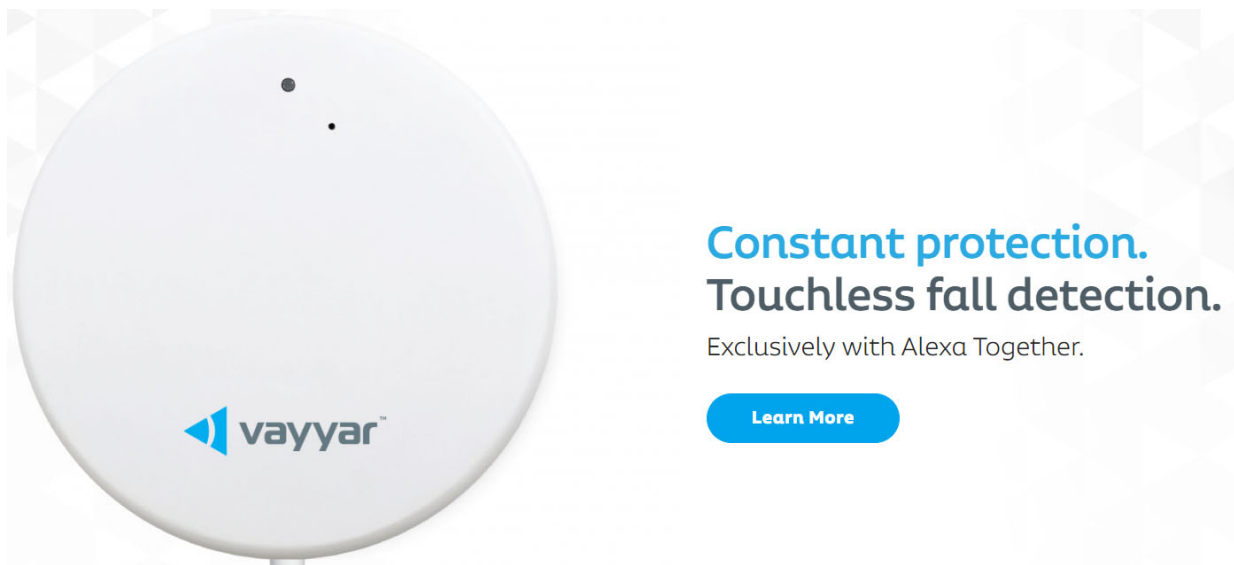 vayyar™
Constant protection.
Touchless fall detection.
Exclusively with Alexa Together.
Learn More